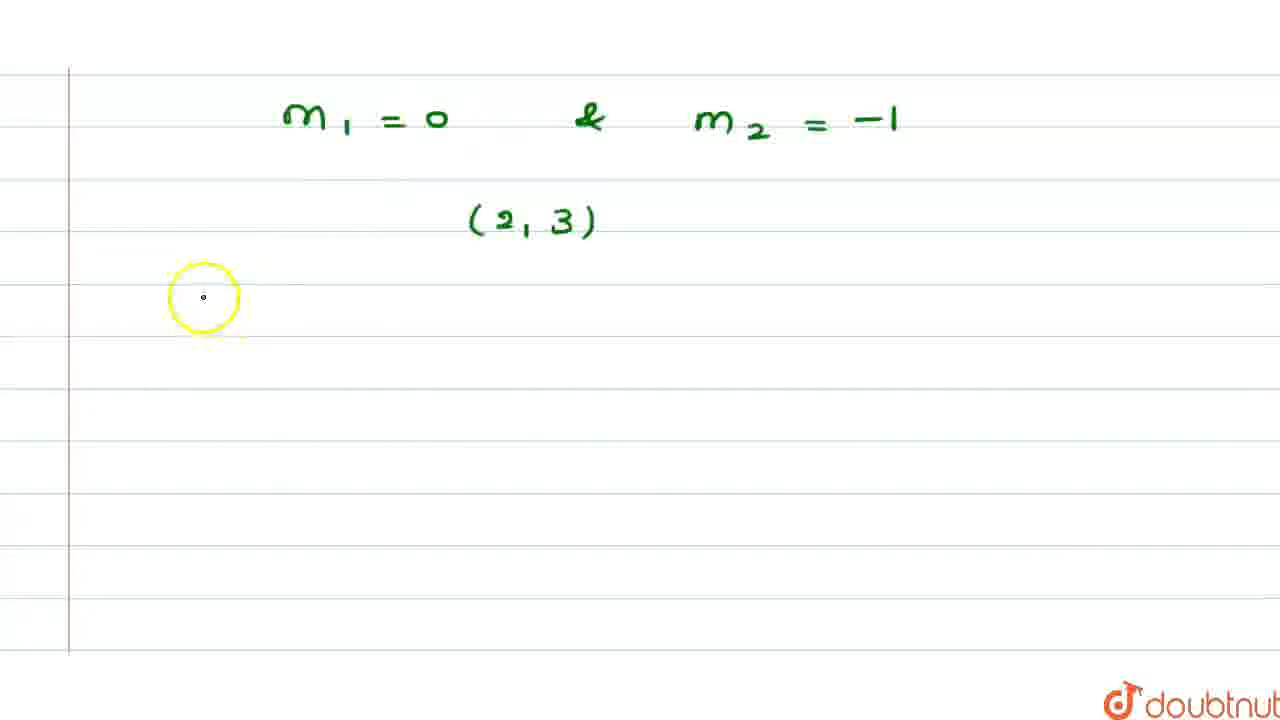 m₁ = 0 & m₂ = -1
(2, 3)
doubtnut